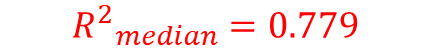 R²median = 0.779